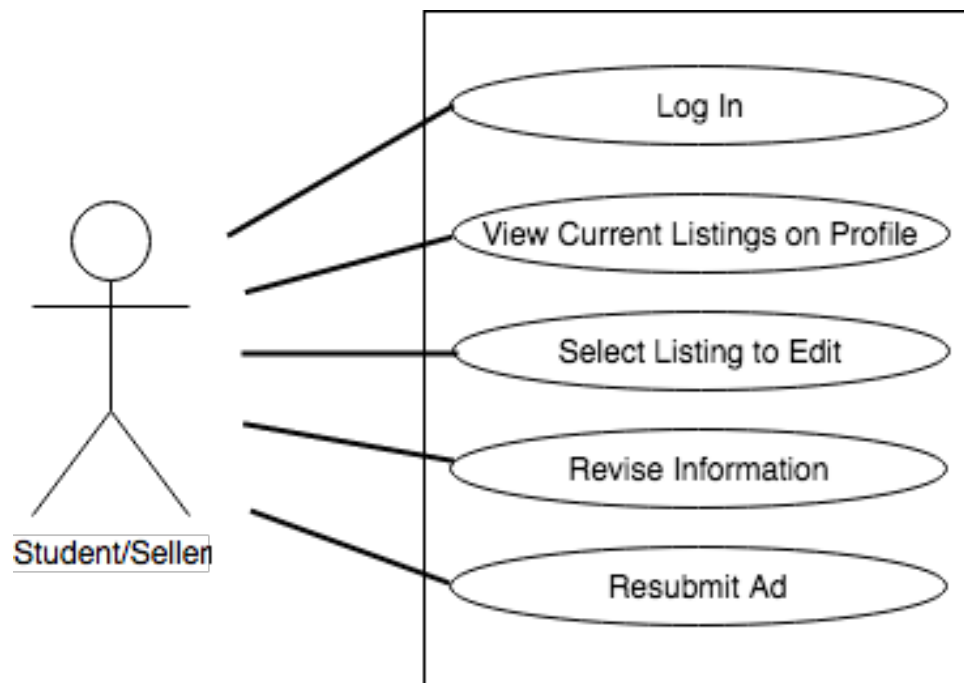 Log In
View Current Listings on Profile
Select Listing to Edit
Revise Information
Resubmit Ad
Student/Seller